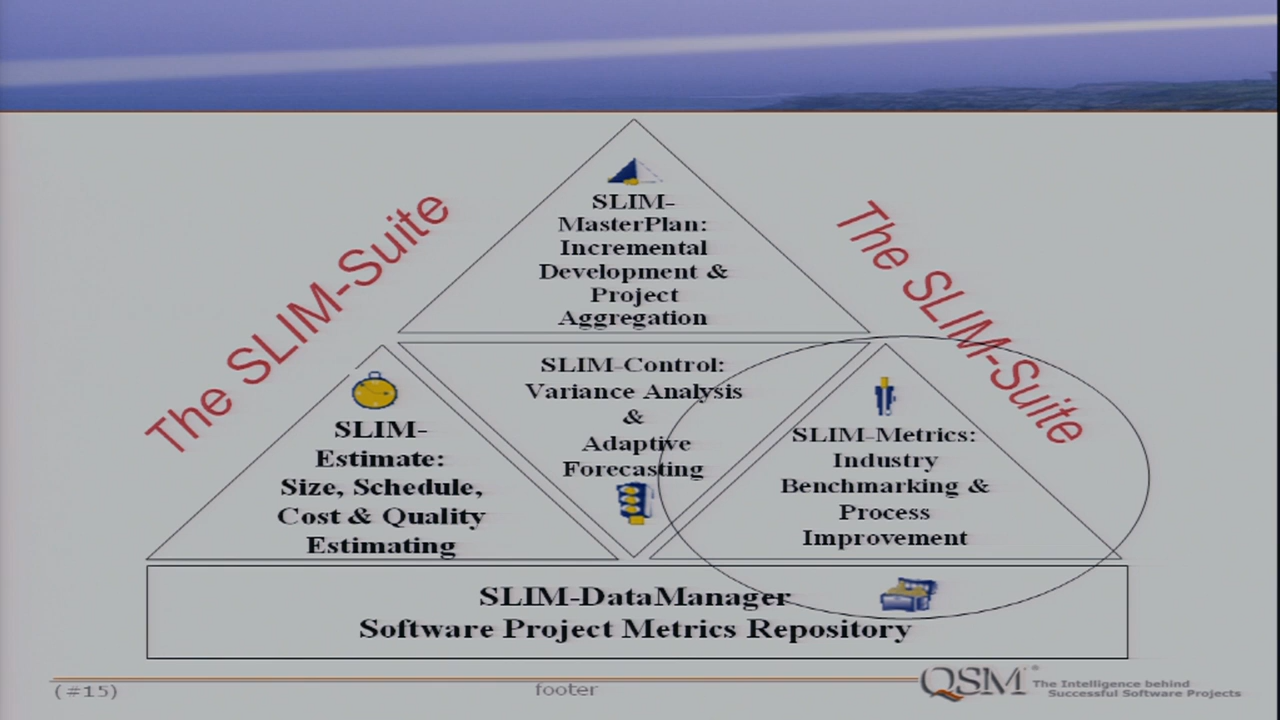 The SLIM-Suite
The SLIM-Suite
SLIM-
MasterPlan:
Incremental
Development &
Project
Aggregation
SLIM-
Estimate:
Size, Schedule,
Cost & Quality
Estimating
SLIM-Control:
Variance Analysis
&
Adaptive
Forecasting
SLIM-Metrics:
Industry
Benchmarking &
Process
Improvement
SLIM-DataManager
Software Project Metrics Repository
(#15)
footer
QSM®
The Intelligence behind
Successful Software Projects